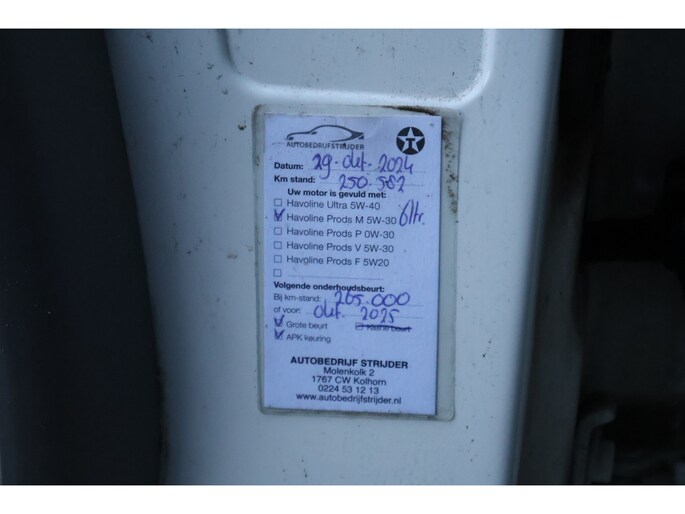 AUTOBEDRIJFSTRIJDER
Datum: 29-okt-2024
Km stand: 250.582
Uw motor is gevuld met:
Havoline Ultra 5W-40
Havoline Prods M 5W-30 6ltr.
Havoline Prods P 0W-30
Havoline Prods V 5W-30
Havoline Prods F 5W20
Volgende onderhoudsbeurt:
Bij km-stand: 265.000
of voor: okt. 2025
Grote beurt Kleine beurt
APK keuring
AUTOBEDRIJF STRIJDER
Molenkolk 2
1767 CW Kolhorn
0224 53 12 13
www.autobedrijfstrijder.nl